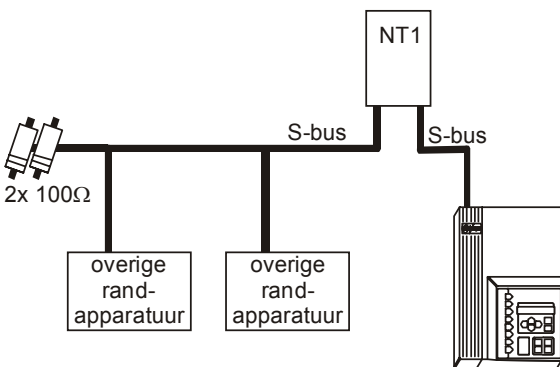 NT1
S-bus
S-bus
2x 100Ω
overige
rand-
apparatuur
overige
rand-
apparatuur